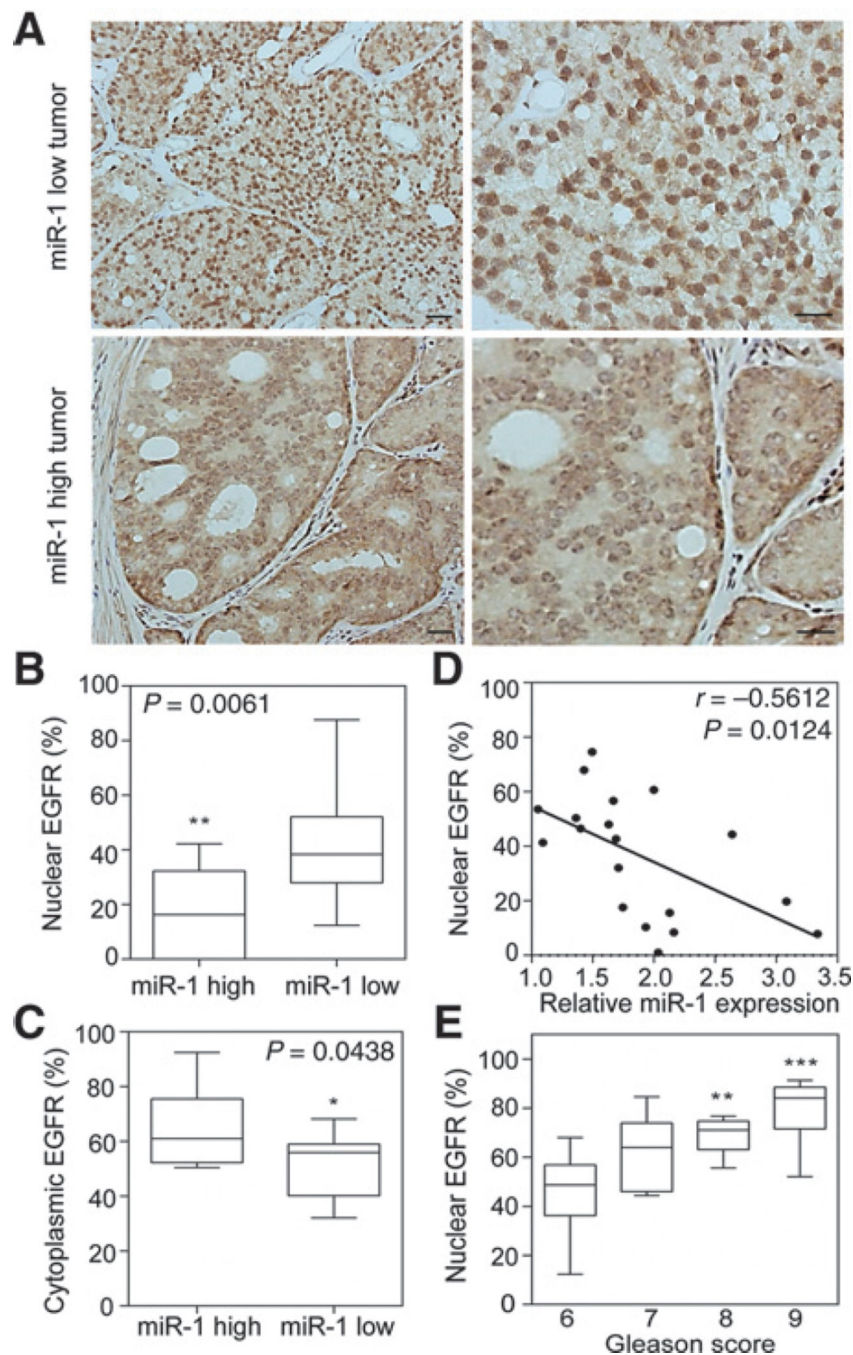 A
miR-1 low tumor
miR-1 high tumor
B
Nuclear EGFR (%)
100
80
60
40
20
0
P = 0.0061
**
miR-1 high
miR-1 low
D
Nuclear EGFR (%)
100
80
60
40
20
0
r = −0.5612
P = 0.0124
1.0
1.5
2.0
2.5
3.0
3.5
Relative miR-1 expression
C
Cytoplasmic EGFR (%)
100
80
60
40
20
0
P = 0.0438
*
miR-1 high
miR-1 low
E
Nuclear EGFR (%)
100
80
60
40
20
0
**
***
6
7
8
9
Gleason score